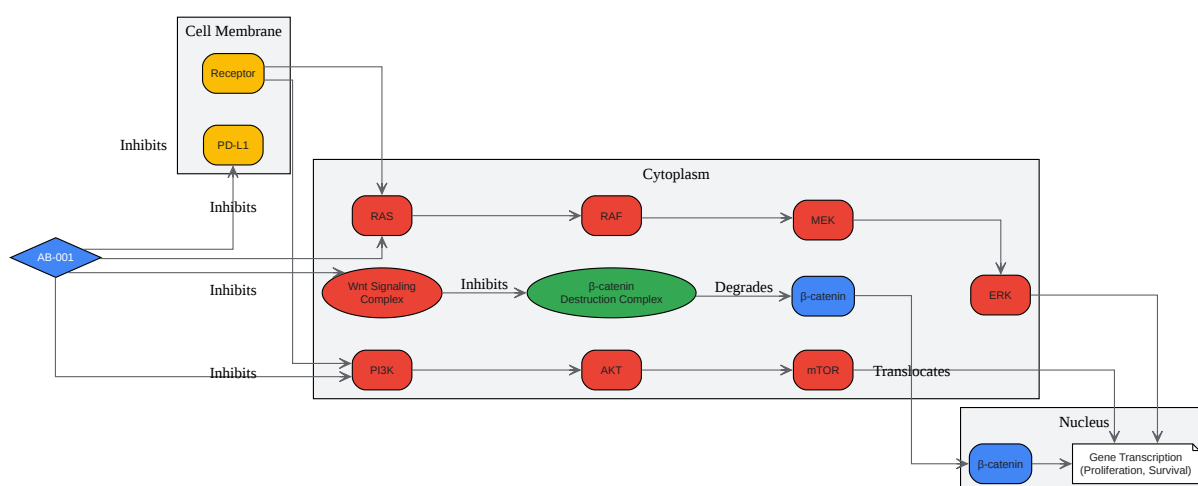 Cell Membrane
Receptor
Inhibits
PD-L1
Cytoplasm
Inhibits
RAS
RAF
MEK
AB-001
Inhibits
Wnt Signaling
Complex
Inhibits
β-catenin
Destruction Complex
Degrades
β-catenin
ERK
Inhibits
PI3K
AKT
mTOR
Translocates
Nucleus
β-catenin
Gene Transcription
(Proliferation, Survival)